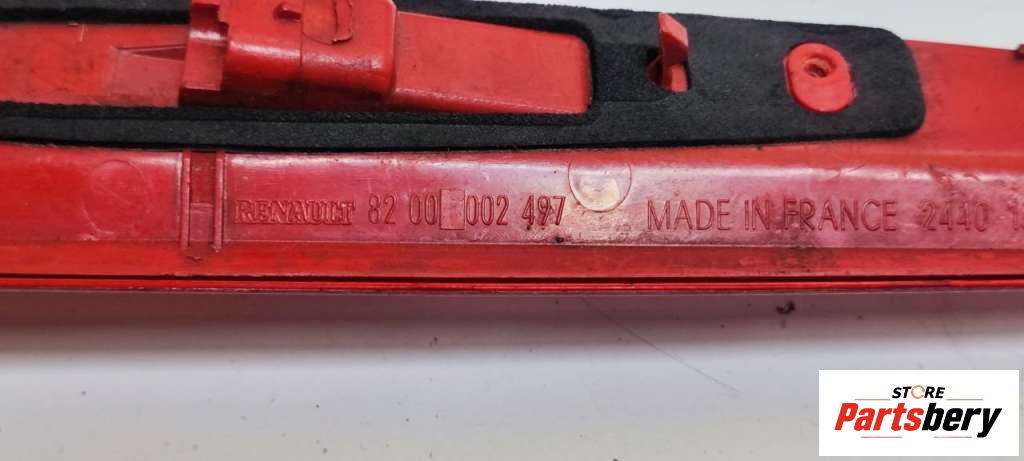 RENAULT 82 00 002 497 MADE IN FRANCE 2440
STORE
Partsbery